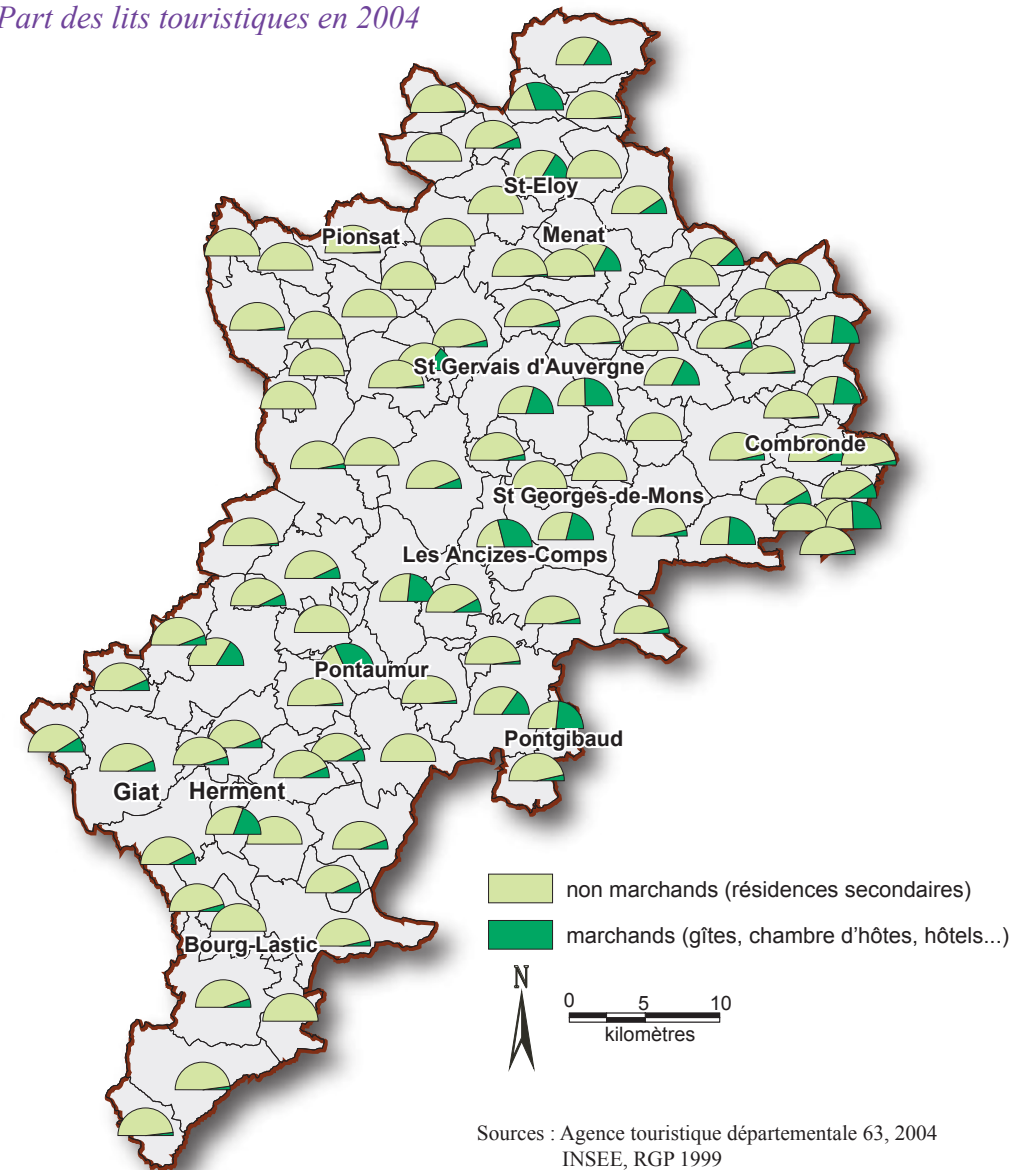 Part des lits touristiques en 2004
St-Eloy
Pionsat
Menat
St Gervais d'Auvergne
Combronde
St Georges-de-Mons
Les Ancizes-Comps
Pontaumur
Pontgibaud
Giat
Herment
non marchands (résidences secondaires)
marchands (gîtes, chambre d'hôtes, hôtels...)
Bourg-Lastic
N
0 5 10
kilomètres
Sources : Agence touristique départementale 63, 2004
INSEE, RGP 1999